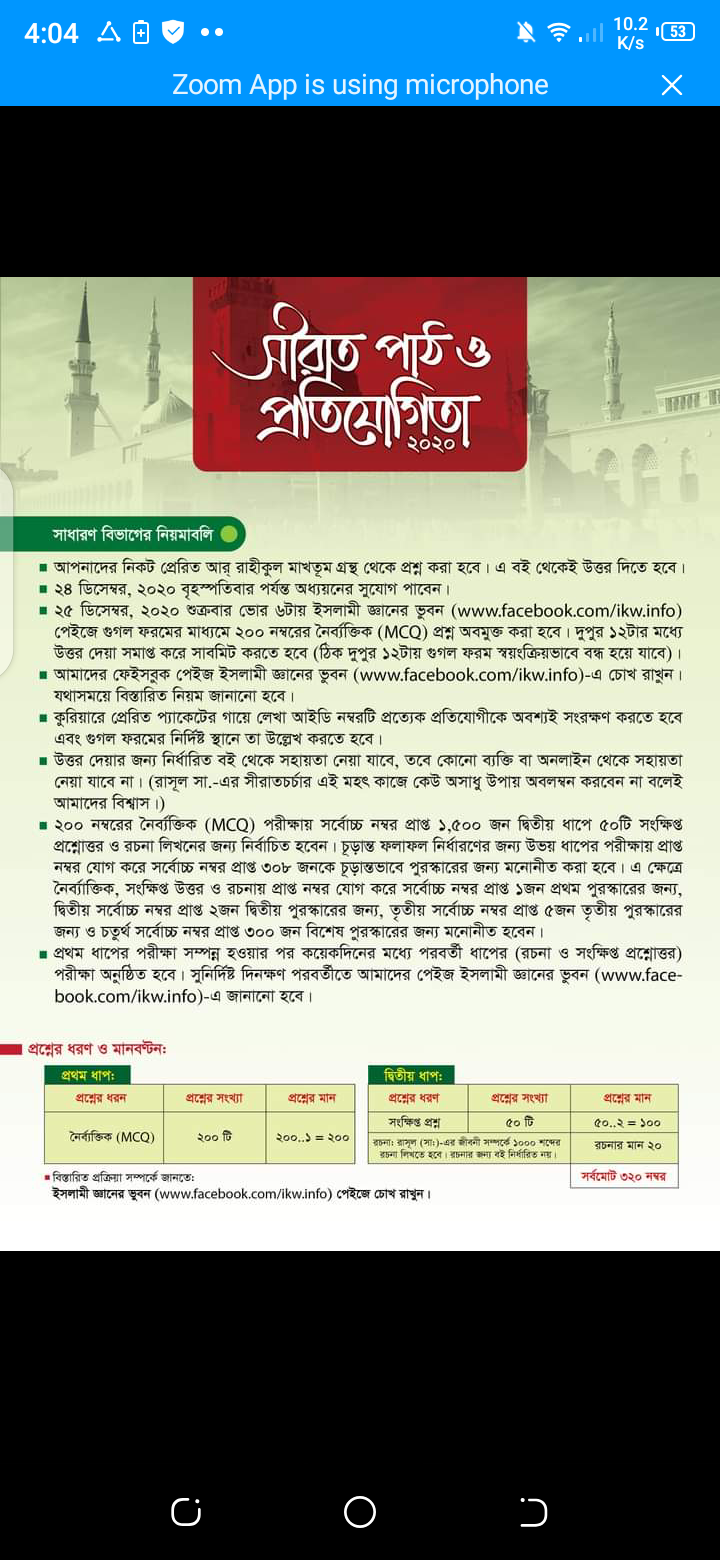 4:04
10.2
K/s
53
Zoom App is using microphone
সীরাত পাঠ ও
প্রতিযোগিতা
২০২০
সাধারণ বিভাগের নিয়মাবলি
আপনাদের নিকট প্রেরিত আর্ রাহীকুল মাখতূম গ্রন্থ থেকে প্রশ্ন করা হবে। এ বই থেকেই উত্তর দিতে হবে।
২৪ ডিসেম্বর, ২০২০ বৃহস্পতিবার পর্যন্ত অধ্যয়নের সুযোগ পাবেন।
২৫ ডিসেম্বর, ২০২০ শুক্রবার ভোর ৬টায় ইসলামী জ্ঞানের ভুবন (www.facebook.com/ikw.info)
পেইজে গুগল ফরমের মাধ্যমে ২০০ নম্বরের নৈর্ব্যক্তিক (MCQ) প্রশ্ন অবমুক্ত করা হবে। দুপুর ১২টার মধ্যে
উত্তর দেয়া সমাপ্ত করে সাবমিট করতে হবে (ঠিক দুপুর ১২টায় গুগল ফরম স্বয়ংক্রিয়ভাবে বন্ধ হয়ে যাবে)।
আমাদের ফেইসবুক পেইজ ইসলামী জ্ঞানের ভুবন (www.facebook.com/ikw.info)-এ চোখ রাখুন।
যথাসময়ে বিস্তারিত নিয়ম জানানো হবে।
কুরিয়ারে প্রেরিত প্যাকেটের গায়ে লেখা আইডি নম্বরটি প্রত্যেক প্রতিযোগীকে অবশ্যই সংরক্ষণ করতে হবে
এবং গুগল ফরমের নির্দিষ্ট স্থানে তা উল্লেখ করতে হবে।
উত্তর দেয়ার জন্য নির্ধারিত বই থেকে সহায়তা নেয়া যাবে, তবে কোনো ব্যক্তি বা অনলাইন থেকে সহায়তা
নেয়া যাবে না। (রাসূল সা.-এর সীরাতচর্চার এই মহৎ কাজে কেউ অসাধু উপায় অবলম্বন করবেন না বলেই
আমাদের বিশ্বাস।)
২০০ নম্বরের নৈর্ব্যক্তিক (MCQ) পরীক্ষায় সর্বোচ্চ নম্বর প্রাপ্ত ১,৫০০ জন দ্বিতীয় ধাপে ৫০টি সংক্ষিপ্ত
প্রশ্নোত্তর ও রচনা লিখনের জন্য নির্বাচিত হবেন। চূড়ান্ত ফলাফল নির্ধারণের জন্য উভয় ধাপের পরীক্ষায় প্রাপ্ত
নম্বর যোগ করে সর্বোচ্চ নম্বর প্রাপ্ত ৩০৮ জনকে চূড়ান্তভাবে পুরস্কারের জন্য মনোনীত করা হবে। এ ক্ষেত্রে
নৈর্ব্যক্তিক, সংক্ষিপ্ত উত্তর ও রচনায় প্রাপ্ত নম্বর যোগ করে সর্বোচ্চ নম্বর প্রাপ্ত ১জন প্রথম পুরস্কারের জন্য,
দ্বিতীয় সর্বোচ্চ নম্বর প্রাপ্ত ২জন দ্বিতীয় পুরস্কারের জন্য, তৃতীয় সর্বোচ্চ নম্বর প্রাপ্ত ৫জন তৃতীয় পুরস্কারের
জন্য ও চতুর্থ সর্বোচ্চ নম্বর প্রাপ্ত ৩০০ জন বিশেষ পুরস্কারের জন্য মনোনীত হবেন।
প্রথম ধাপের পরীক্ষা সম্পন্ন হওয়ার পর কয়েকদিনের মধ্যে পরবর্তী ধাপের (রচনা ও সংক্ষিপ্ত প্রশ্নোত্তর)
পরীক্ষা অনুষ্ঠিত হবে। সুনির্দিষ্ট দিনক্ষণ পরবর্তীতে আমাদের পেইজ ইসলামী জ্ঞানের ভুবন (www.face-
book.com/ikw.info)-এ জানানো হবে।
প্রশ্নের ধরণ ও মানবণ্টন:
প্রথম ধাপ:
প্রশ্নের ধরন প্রশ্নের সংখ্যা প্রশ্নের মান
নৈর্ব্যক্তিক (MCQ) ২০০ টি ২০০..১ = ২০০
দ্বিতীয় ধাপ:
প্রশ্নের ধরণ প্রশ্নের সংখ্যা প্রশ্নের মান
সংক্ষিপ্ত প্রশ্ন ৫০ টি ৫০..২ = ১০০
রচনা: রাসূল (সা:)-এর জীবনী সম্পর্কে ১০০০ শব্দের
রচনা লিখতে হবে। রচনার জন্য বই নির্ধারিত নয়।
রচনার মান ২০
সর্বমোট ৩২০ নম্বর
বিস্তারিত প্রক্রিয়া সম্পর্কে জানতে:
ইসলামী জ্ঞানের ভুবন (www.facebook.com/ikw.info) পেইজে চোখ রাখুন।